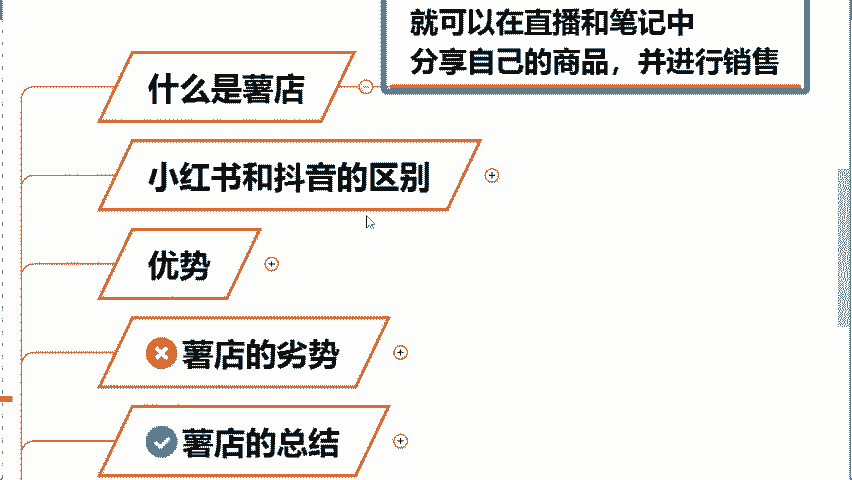 就可以在直播和笔记中
分享自己的商品，并进行销售
什么是薯店
小红书和抖音的区别
优势
薯店的劣势
薯店的总结